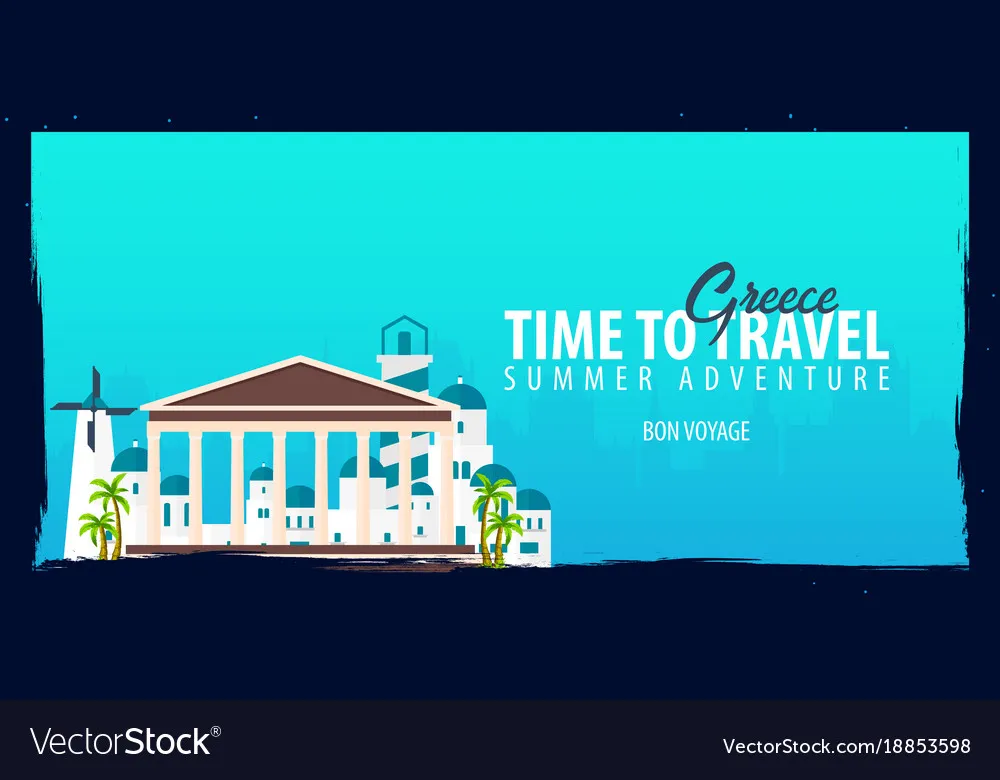 Greece
TIME TO TRAVEL
SUMMER ADVENTURE
BON VOYAGE
VectorStock®
VectorStock.com/18853598